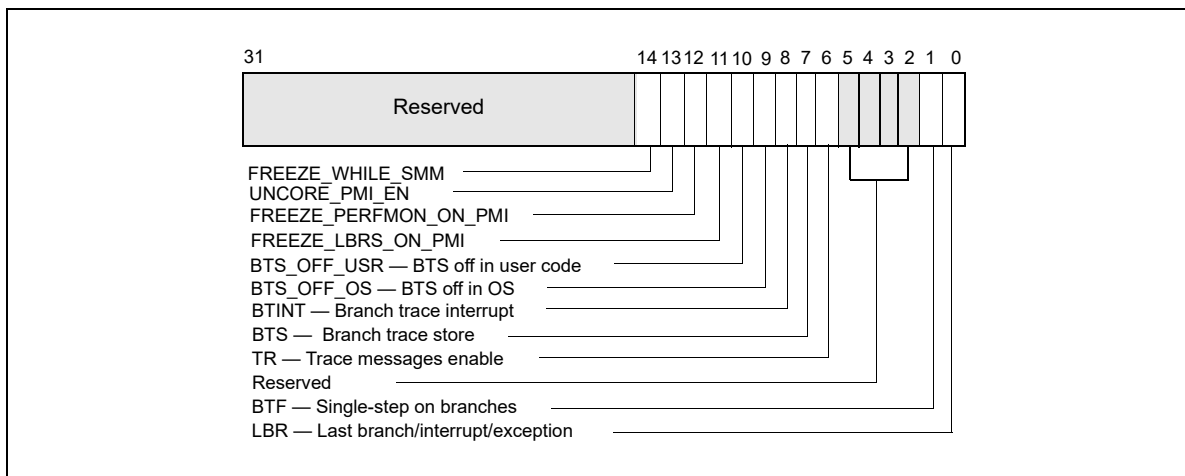 31 14 13 12 11 10 9 8 7 6 5 4 3 2 1 0
Reserved
FREEZE_WHILE_SMM
UNCORE_PMI_EN
FREEZE_PERFMON_ON_PMI
FREEZE_LBRS_ON_PMI
BTS_OFF_USR — BTS off in user code
BTS_OFF_OS — BTS off in OS
BTINT — Branch trace interrupt
BTS — Branch trace store
TR — Trace messages enable
Reserved
BTF — Single-step on branches
LBR — Last branch/interrupt/exception